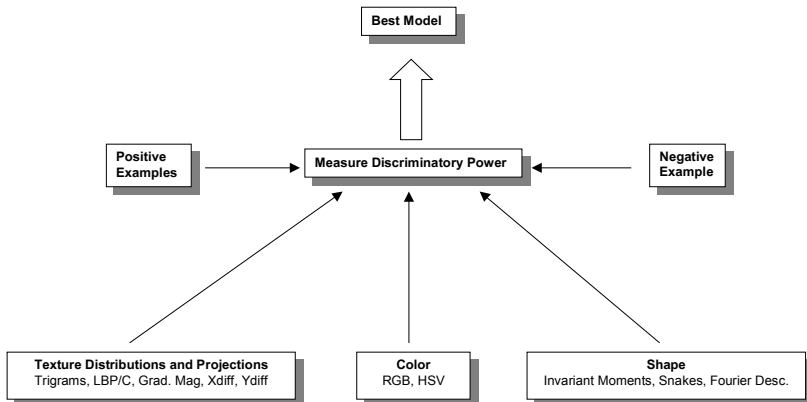 Best Model
Positive
Examples
Measure Discriminatory Power
Negative
Example
Texture Distributions and Projections
Trigrams, LBP/C, Grad. Mag, Xdiff, Ydiff
Color
RGB, HSV
Shape
Invariant Moments, Snakes, Fourier Desc.